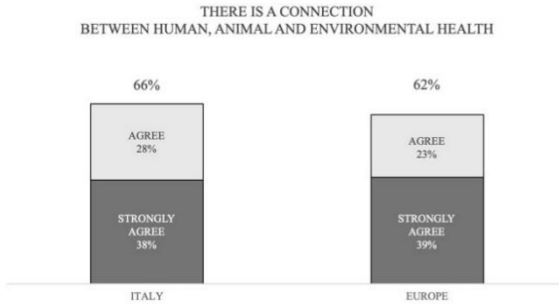 THERE IS A CONNECTION
BETWEEN HUMAN, ANIMAL AND ENVIRONMENTAL HEALTH
66%
62%
AGREE
28%
AGREE
23%
STRONGLY
AGREE
38%
STRONGLY
AGREE
39%
ITALY
EUROPE